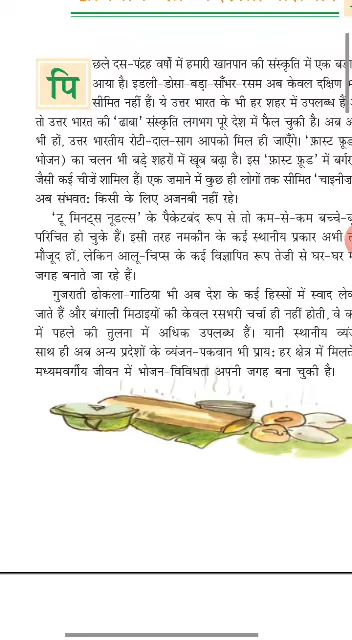 पिछले दस-पंद्रह वर्षों में हमारी खानपान की संस्कृति में एक
आया है। इडली-डोसा-बड़ा-साँभर-रसम अब केवल दक्षिण
सीमित नहीं हैं। ये उत्तर भारत के भी हर शहर में उपलब्ध हैं
तो उत्तर भारत की ‘ढाबा’ संस्कृति लगभग पूरे देश में फैल चुकी है। अब
भी हों, उत्तर भारतीय रोटी-दाल-साग आपको मिल ही जाएँगे। ‘फ़ास्ट फ़ूड’
भोजन) का चलन भी बड़े शहरों में खूब बढ़ा है। इस ‘फ़ास्ट फ़ूड’ में बर्गर
जैसी कई चीज़ें शामिल हैं। एक ज़माने में कुछ ही लोगों तक सीमित ‘चाइनीज़
अब संभवत: किसी के लिए अजनबी नहीं रहे।
‘टू मिनट्स नूडल्स’ के पैकेटबंद रूप से तो कम-से-कम बच्चे-
परिचित हो चुके हैं। इसी तरह नमकीन के कई स्थानीय प्रकार अभी
मौजूद हों, लेकिन आलू-चिप्स के कई विज्ञापित रूप तेजी से घर-घर
जगह बनाते जा रहे हैं।
गुजराती ढोकला-गाठिया भी अब देश के कई हिस्सों में स्वाद
जाते हैं और बंगाली मिठाइयों की केवल रसभरी चर्चा ही नहीं होती, वे
में पहले की तुलना में अधिक उपलब्ध हैं। यानी स्थानीय
साथ ही अब अन्य प्रदेशों के व्यंजन-पकवान भी प्राय: हर क्षेत्र में मिलते
मध्यमवर्गीय जीवन में भोजन-विविधता अपनी जगह बना चुकी है।